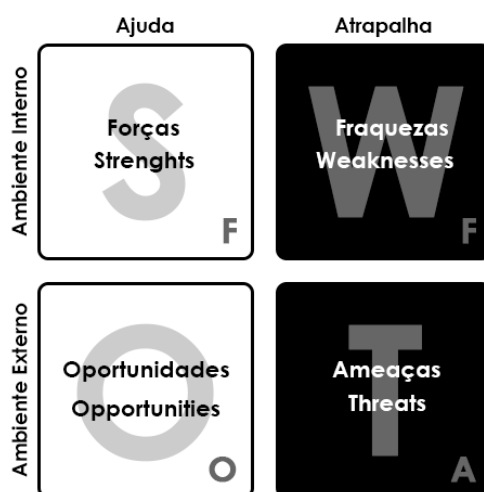 Ajuda
Atrapalha
Ambiente Interno
S
Forças
Strenghts
F
W
Fraquezas
Weaknesses
F
Ambiente Externo
O
Oportunidades
Opportunities
O
T
Ameaças
Threats
A